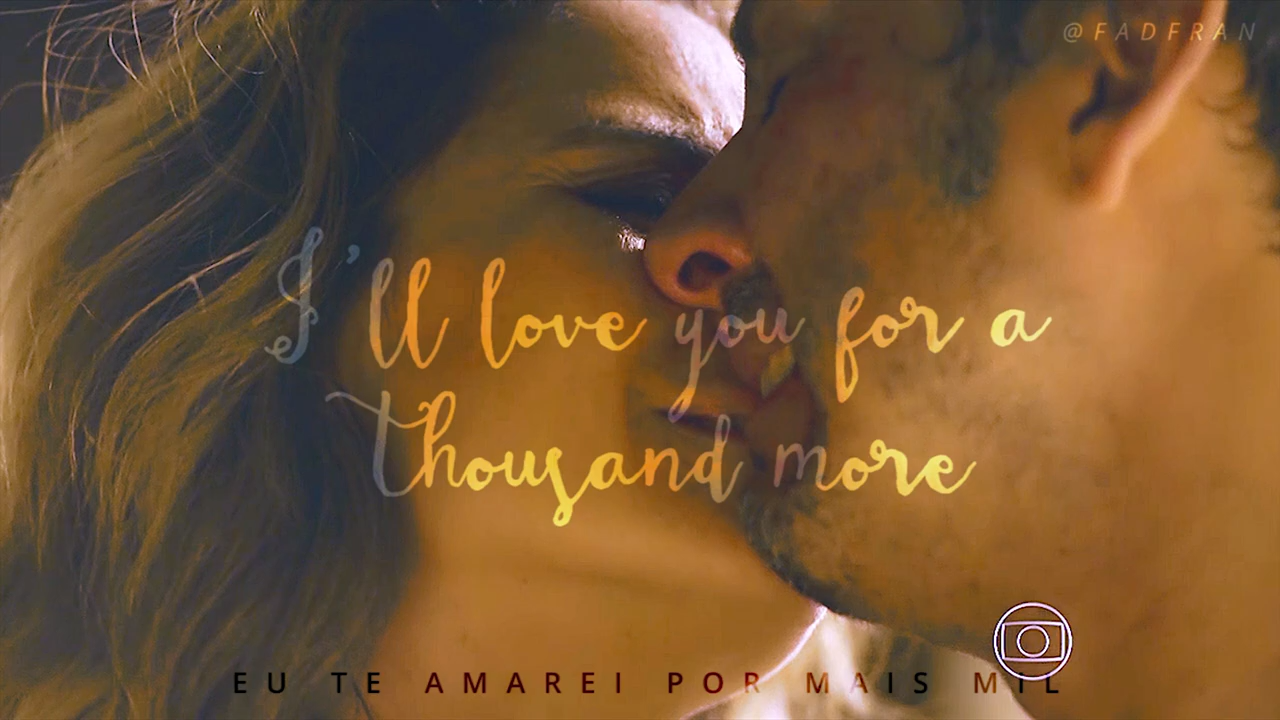 @FADFRAN
I'll love you for a
thousand more
EU TE AMAREI POR MAIS MIL